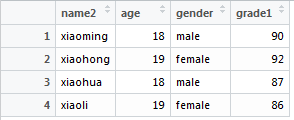 name2 age gender grade1
1 xiaoming 18 male 90
2 xiaohong 19 female 92
3 xiaohua 18 male 87
4 xiaoli 19 female 86